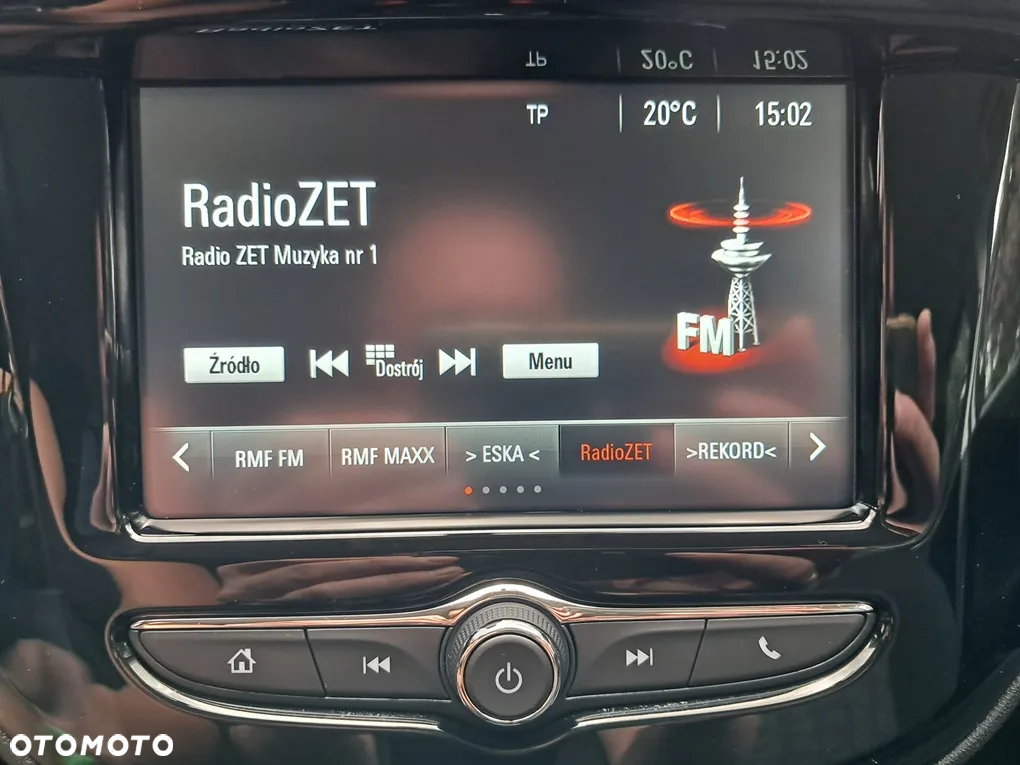 TP 20°C 15:02
RadioZET
Radio ZET Muzyka nr 1
FM
Źródło Dostrój Menu
RMF FM RMF MAXX > ESKA < RadioZET >REKORD<
OTOMOTO